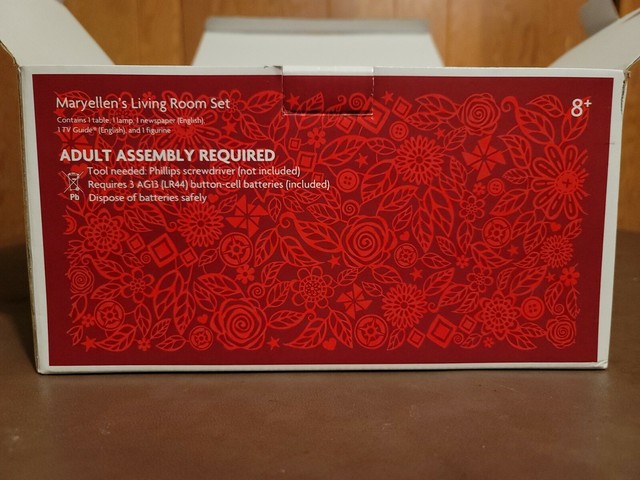 Maryellen's Living Room Set
8+
Contains 1 table, 1 lamp, 1 newspaper (English)
1 TV Guide® (English), and 1 figurine
ADULT ASSEMBLY REQUIRED
Tool needed: Phillips screwdriver (not included)
Requires 3 AG13 (LR44) button-cell batteries (included)
Pb Dispose of batteries safely